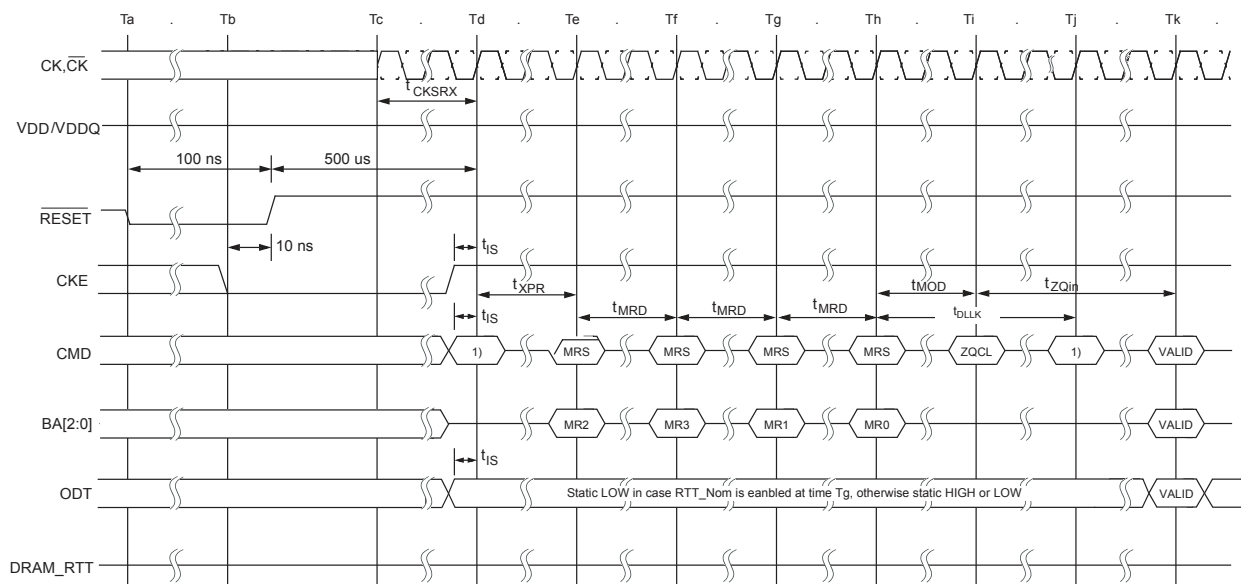 Ta . Tb Tc . Td . Te . Tf . Tg . Th . Ti . Tj . Tk .
CK,CK
tCKSRX
VDD/VDDQ
100 ns 500 us
RESET
10 ns tIS
CKE
tXPR tMOD tZQin
tIS tMRD tMRD tMRD tDLLK
CMD 1) MRS MRS MRS MRS ZQCL 1) VALID
BA[2:0] MR2 MR3 MR1 MR0 VALID
tIS
ODT Static LOW in case RTT_Nom is eanbled at time Tg, otherwise static HIGH or LOW VALID
DRAM_RTT